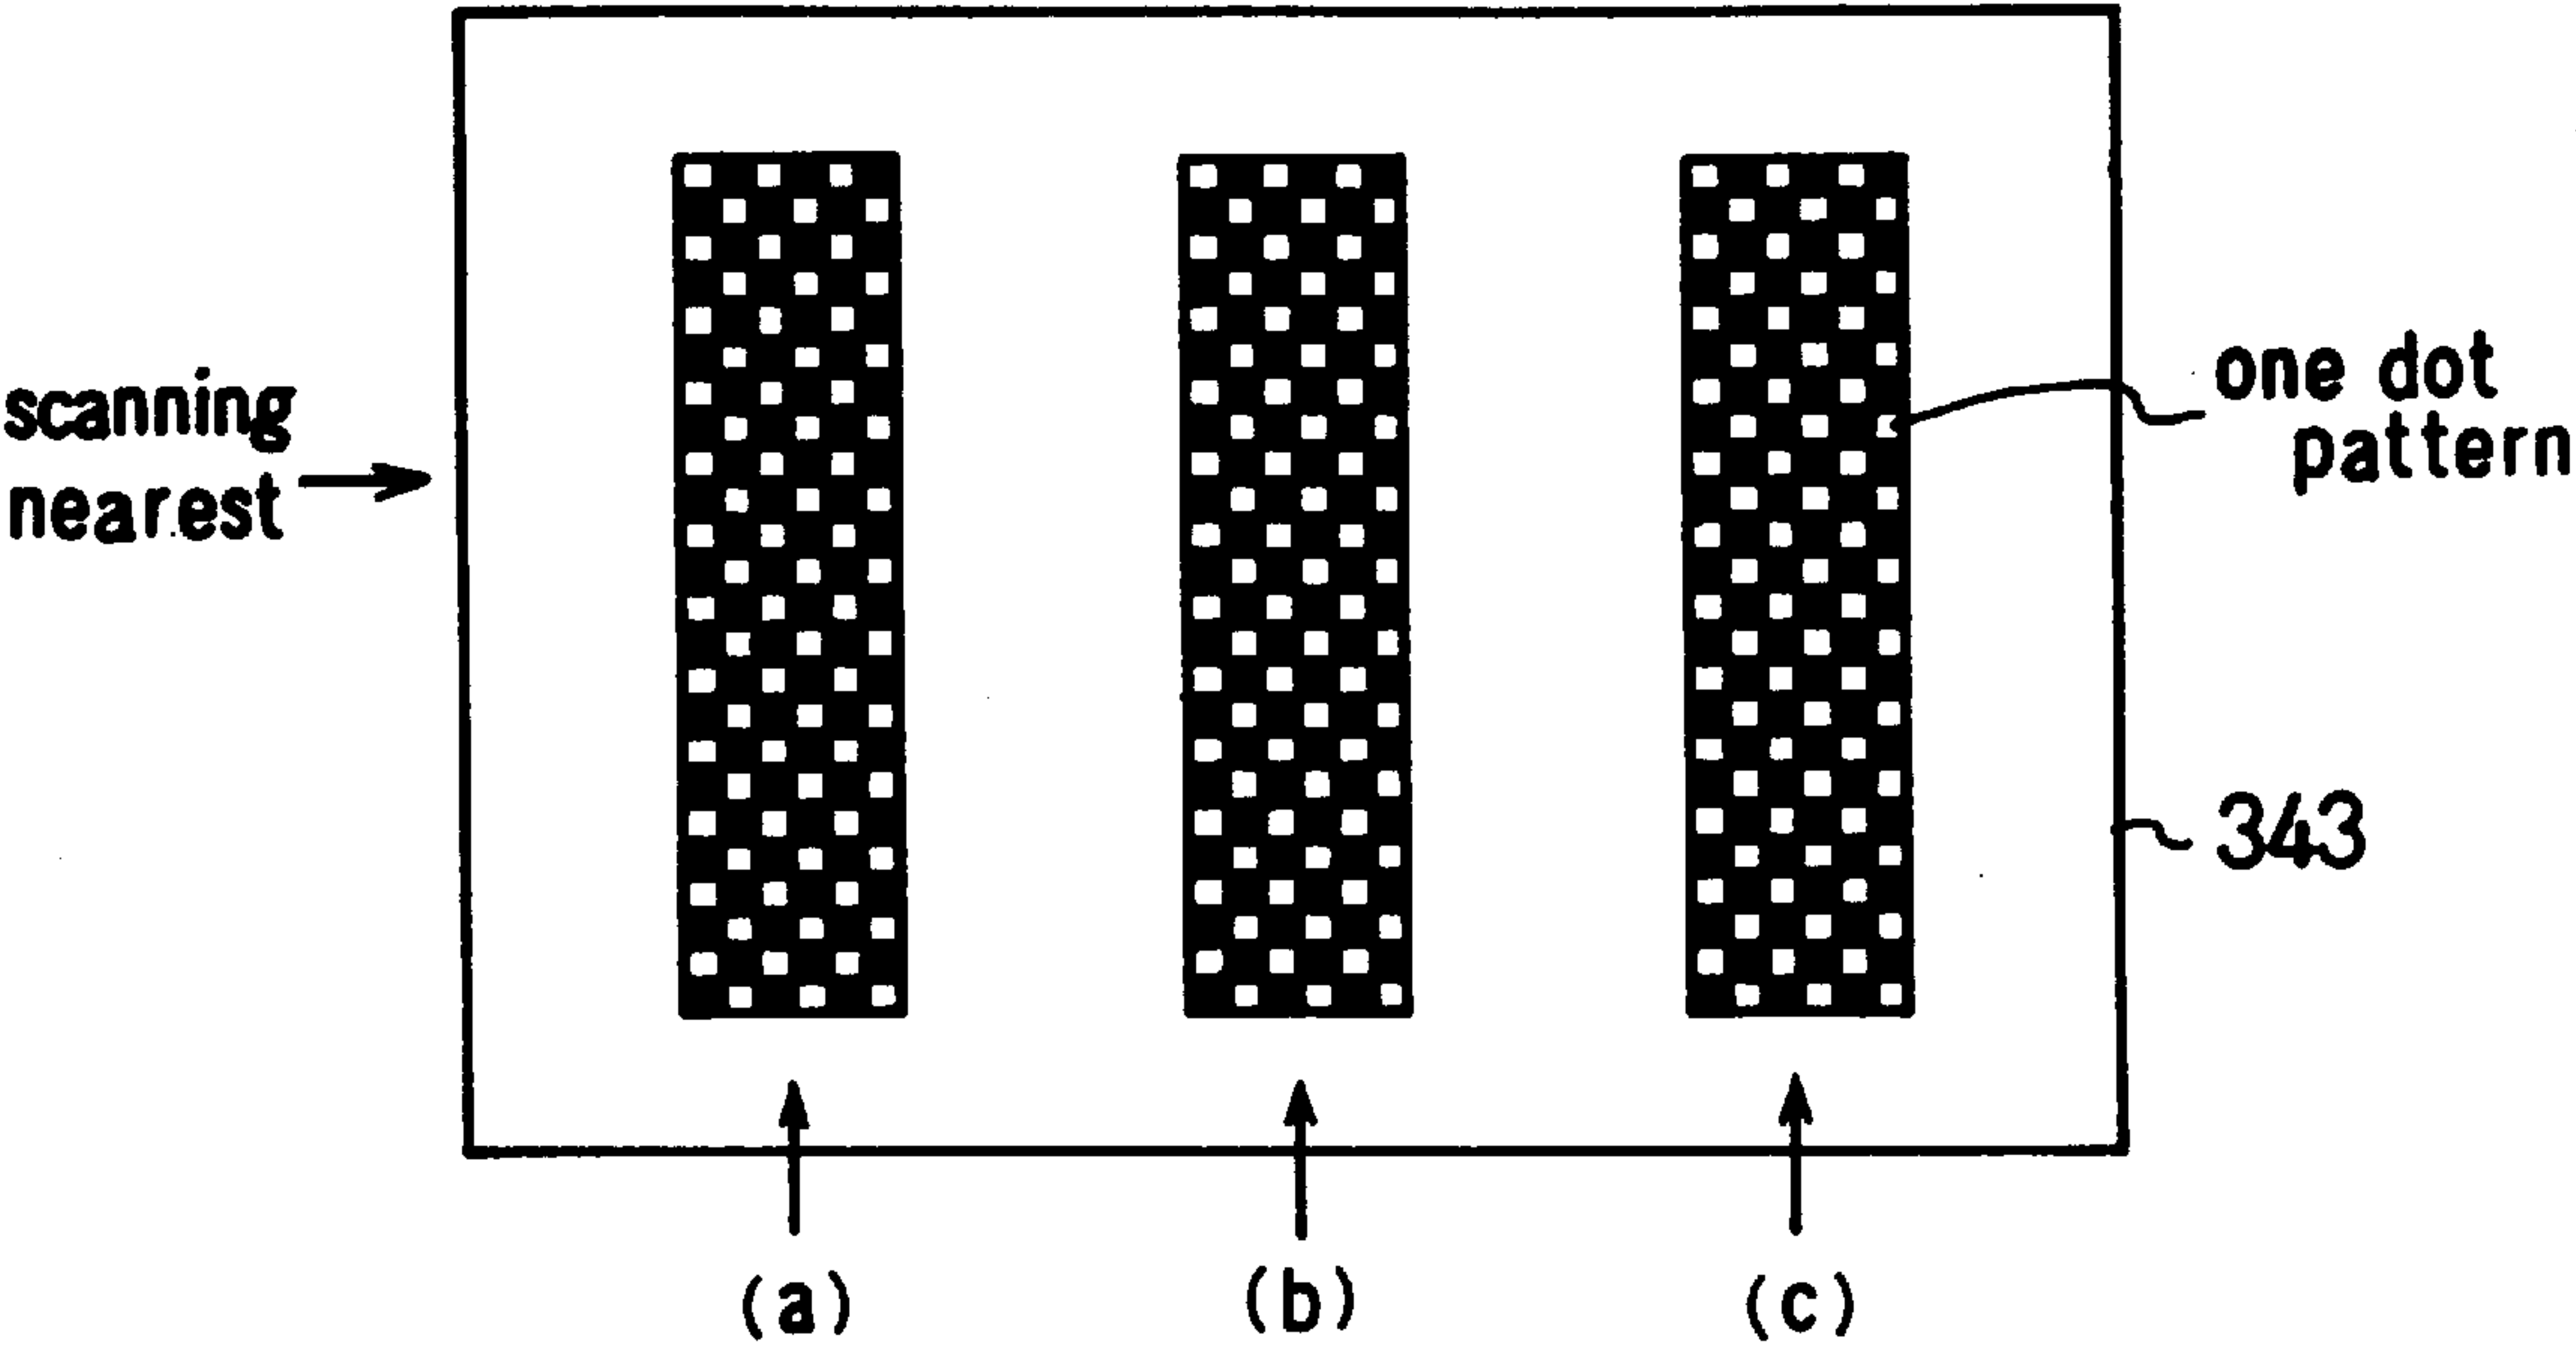 scanning
nearest
one dot
pattern
343
(a)
(b)
(c)